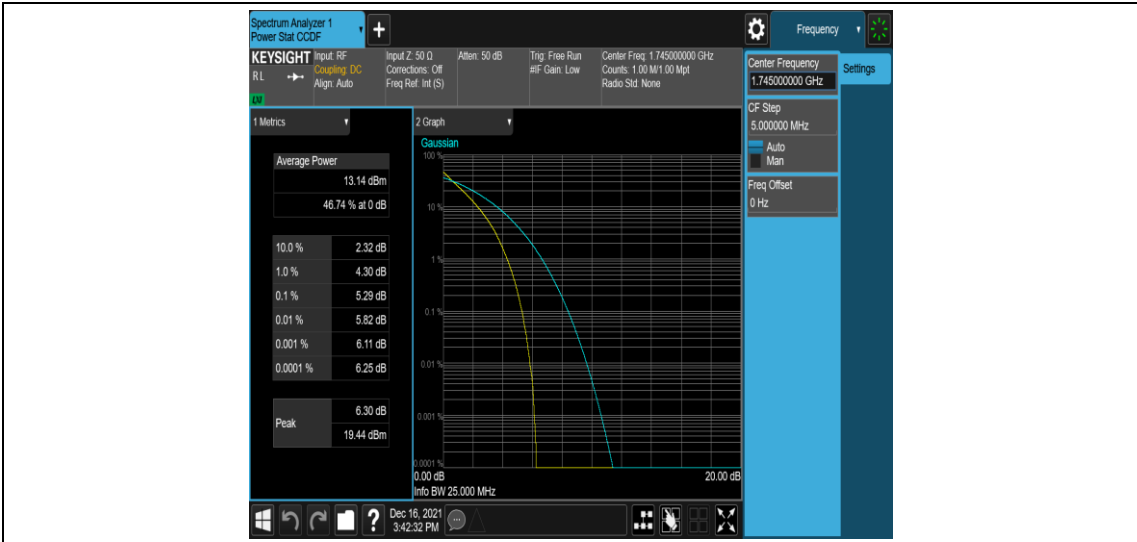 Spectrum Analyzer 1
Power Stat CCDF
Frequency
KEYSIGHT
R L
LXI
Input: RF
Coupling: DC
Align: Auto
Input Z: 50 Ω
Corrections: Off
Freq Ref: Int (S)
Atten: 50 dB
Trig: Free Run
#IF Gain: Low
Center Freq: 1.745000000 GHz
Counts: 1.00 M/1.00 Mpt
Radio Std: None
Center Frequency
1.745000000 GHz
Settings
CF Step
5.000000 MHz
Auto
Man
Freq Offset
0 Hz
1 Metrics
Average Power
13.14 dBm
46.74 % at 0 dB
10.0 % 2.32 dB
1.0 % 4.30 dB
0.1 % 5.29 dB
0.01 % 5.82 dB
0.001 % 6.11 dB
0.0001 % 6.25 dB
Peak
6.30 dB
19.44 dBm
2 Graph
Gaussian
100 %
10 %
1 %
0.1 %
0.01 %
0.001 %
0.0001 %
0.00 dB 20.00 dB
Info BW 25.000 MHz
?
Dec 16, 2021
3:42:32 PM